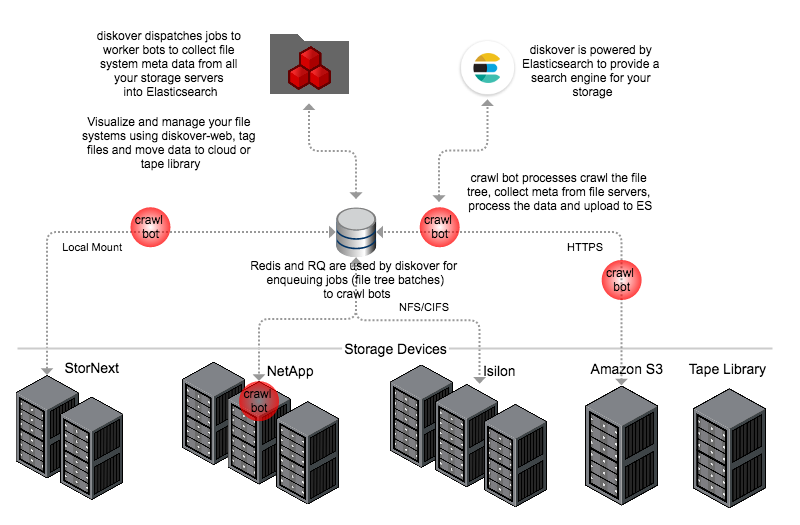 diskover dispatches jobs to
worker bots to collect file
system meta data from all
your storage servers
into Elasticsearch
Visualize and manage your file
systems using diskover-web, tag
files and move data to cloud or
tape library
diskover is powered by
Elasticsearch to provide a
search engine for your
storage
crawl bot processes crawl the file
tree, collect meta from file servers,
process the data and upload to ES
crawl
bot
crawl
bot
Local Mount
HTTPS
crawl
bot
Redis and RQ are used by diskover for
enqueuing jobs (file tree batches)
to crawl bots
NFS/CIFS
Storage Devices
StorNext
NetApp
Isilon
Amazon S3
Tape Library
crawl
bot